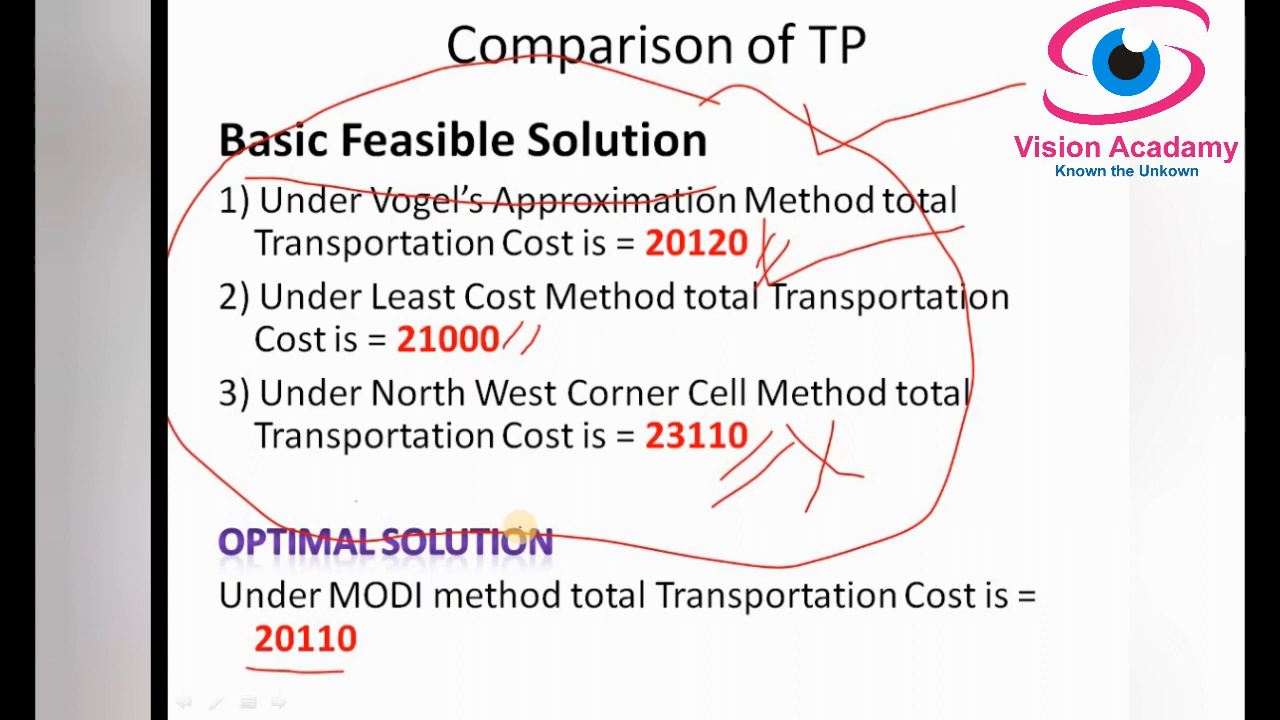 Comparison of TP
Vision Acadamy
Known the Unkown
Basic Feasible Solution
1) Under Vogel's Approximation Method total
Transportation Cost is = 20120
2) Under Least Cost Method total Transportation
Cost is = 21000
3) Under North West Corner Cell Method total
Transportation Cost is = 23110
OPTIMAL SOLUTION
Under MODI method total Transportation Cost is =
20110